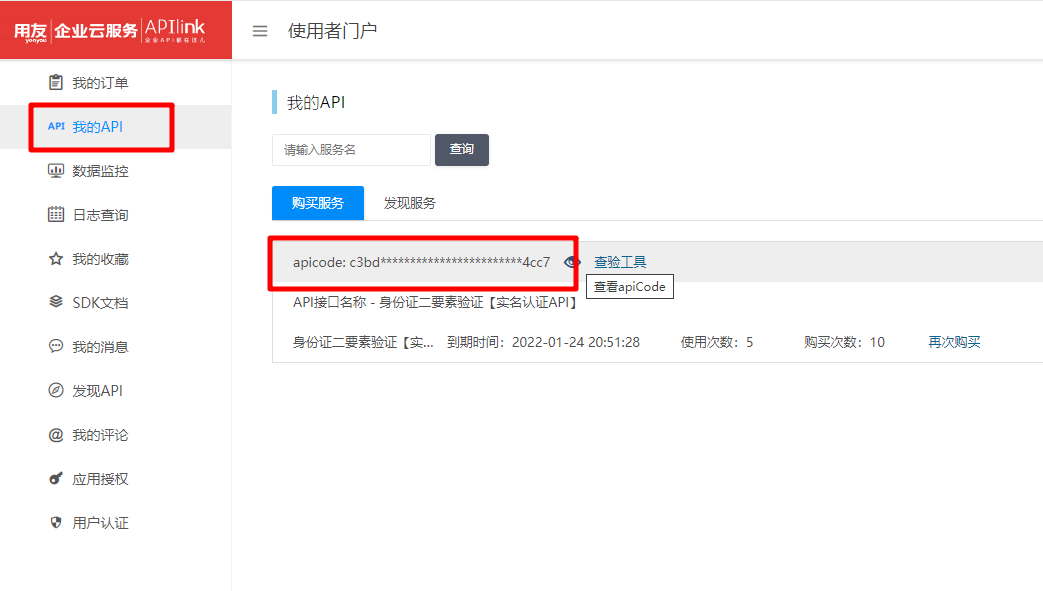 用友 yonyou 企业云服务 APIlink 企业API都在这儿
使用者门户
我的订单
API 我的API
数据监控
日志查询
我的收藏
SDK文档
我的消息
发现API
我的评论
应用授权
用户认证
我的API
请输入服务名 查询
购买服务 发现服务
apicode: c3bd************************4cc7 查验工具
查看apiCode
API接口名称 - 身份证二要素验证【实名认证API】
身份证二要素验证【实... 到期时间：2022-01-24 20:51:28 使用次数：5 购买次数：10 再次购买